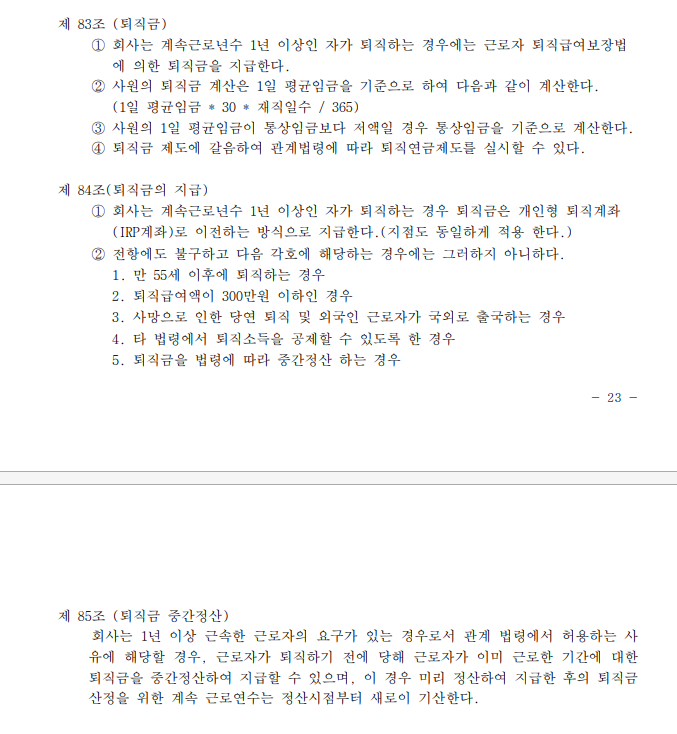 제 83조 (퇴직금)
① 회사는 계속근로년수 1년 이상인 자가 퇴직하는 경우에는 근로자 퇴직급여보장법
에 의한 퇴직금을 지급한다.
② 사원의 퇴직금 계산은 1일 평균임금을 기준으로 하여 다음과 같이 계산한다.
(1일 평균임금 * 30 * 재직일수 / 365)
③ 사원의 1일 평균임금이 통상임금보다 저액일 경우 통상임금을 기준으로 계산한다.
④ 퇴직금 제도에 갈음하여 관계법령에 따라 퇴직연금제도를 실시할 수 있다.
제 84조(퇴직금의 지급)
① 회사는 계속근로년수 1년 이상인 자가 퇴직하는 경우 퇴직금은 개인형 퇴직계좌
(IRP계좌)로 이전하는 방식으로 지급한다.(지점도 동일하게 적용 한다.)
② 전항에도 불구하고 다음 각호에 해당하는 경우에는 그러하지 아니하다.
1. 만 55세 이후에 퇴직하는 경우
2. 퇴직급여액이 300만원 이하인 경우
3. 사망으로 인한 당연 퇴직 및 외국인 근로자가 국외로 출국하는 경우
4. 타 법령에서 퇴직소득을 공제할 수 있도록 한 경우
5. 퇴직금을 법령에 따라 중간정산 하는 경우
- 23 -
제 85조 (퇴직금 중간정산)
회사는 1년 이상 근속한 근로자의 요구가 있는 경우로서 관계 법령에서 허용하는 사
유에 해당할 경우, 근로자가 퇴직하기 전에 당해 근로자가 이미 근로한 기간에 대한
퇴직금을 중간정산하여 지급할 수 있으며, 이 경우 미리 정산하여 지급한 후의 퇴직금
산정을 위한 계속 근로연수는 정산시점부터 새로이 기산한다.